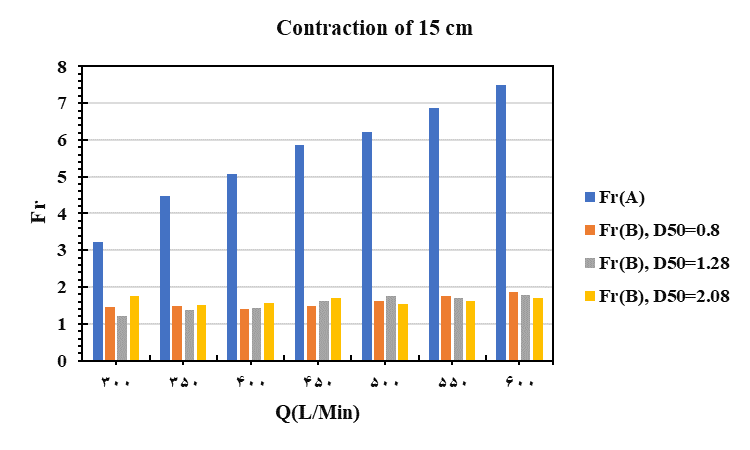 Contraction of 15 cm
8
7
6
5
4
3
2
1
0
Fr
۳۰۰ ۳۵۰ ۴۰۰ ۴۵۰ ۵۰۰ ۵۵۰ ۶۰۰
Q(L/Min)
Fr(A)
Fr(B), D50=0.8
Fr(B), D50=1.28
Fr(B), D50=2.08